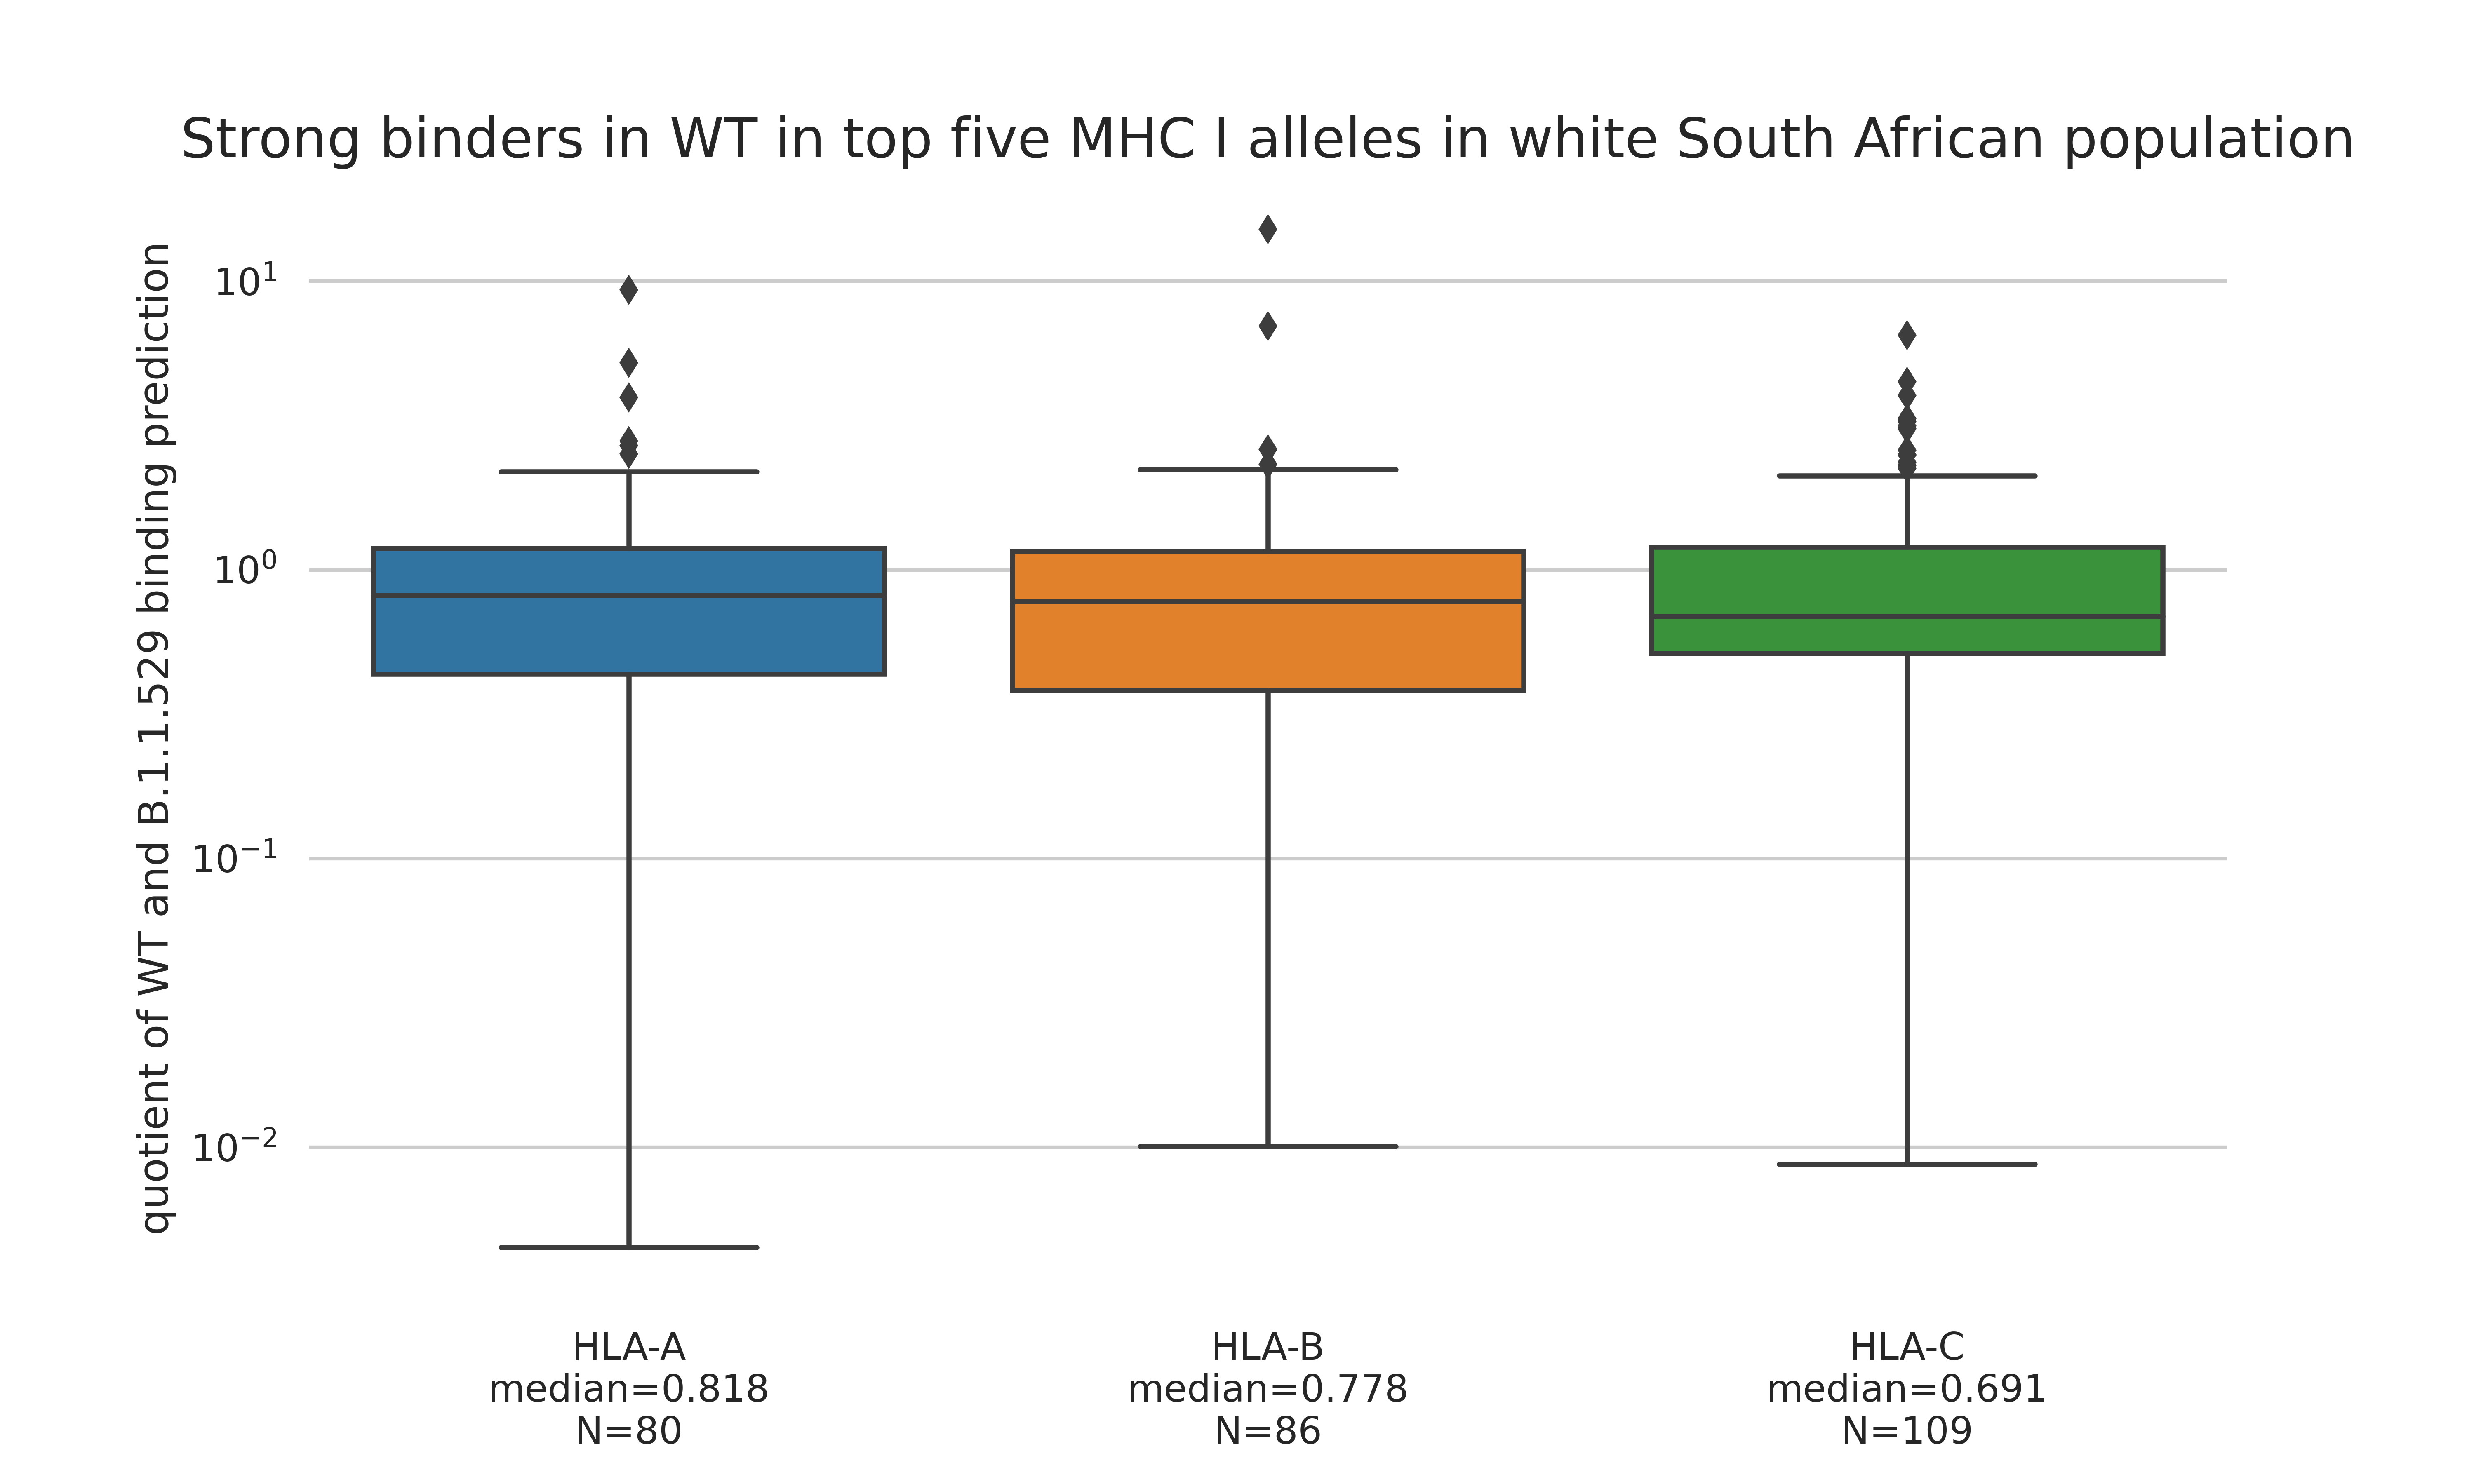 Strong binders in WT in top five MHC I alleles in white South African population
quotient of WT and B.1.1.529 binding prediction
10¹
10⁰
10⁻¹
10⁻²
HLA-A
median=0.818
N=80
HLA-B
median=0.778
N=86
HLA-C
median=0.691
N=109